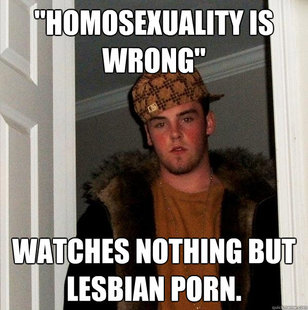 "HOMOSEXUALITY IS
WRONG"
WATCHES NOTHING BUT
LESBIAN PORN.